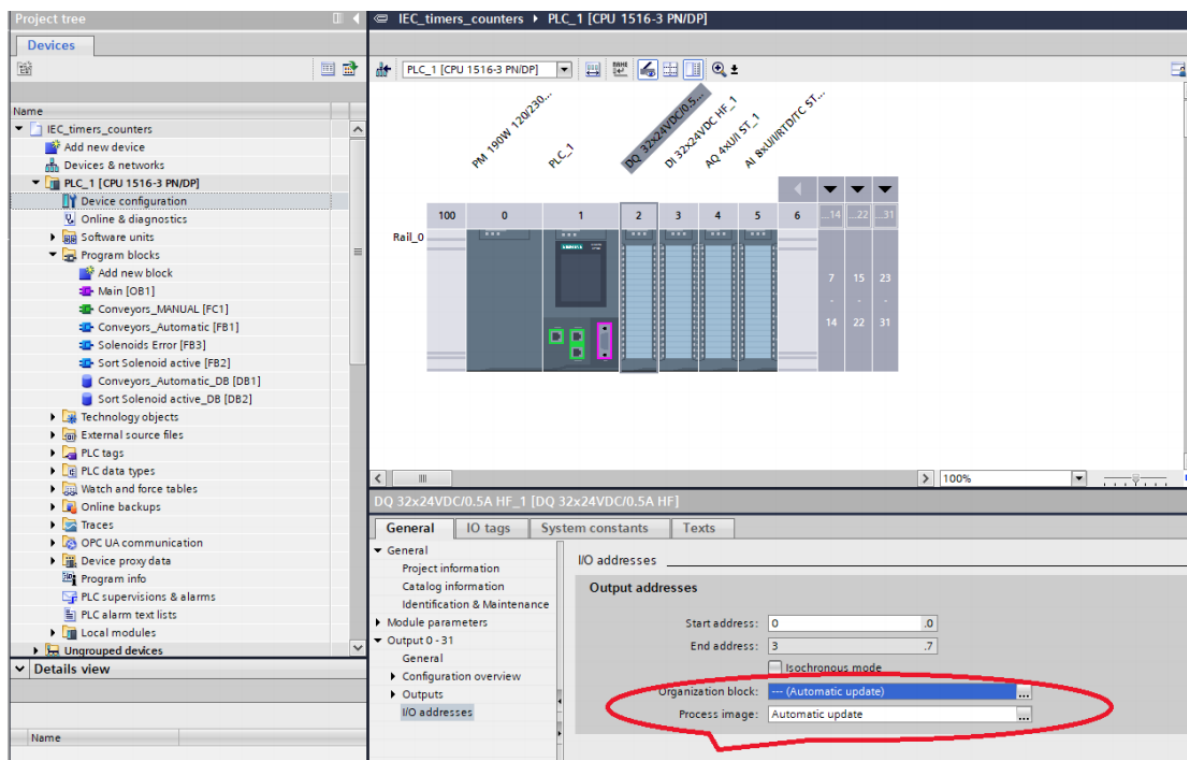 Project tree
IEC_timers_counters ▸ PLC_1 [CPU 1516-3 PN/DP]
Devices
PLC_1 [CPU 1516-3 PN/DP]
Name
IEC_timers_counters
Add new device
Devices & networks
PLC_1 [CPU 1516-3 PN/DP]
Device configuration
Online & diagnostics
Software units
Program blocks
Add new block
Main [OB1]
Conveyors_MANUAL [FC1]
Conveyors_Automatic [FB1]
Solenoids Error [FB3]
Sort Solenoid active [FB2]
Conveyors_Automatic_DB [DB1]
Sort Solenoid active_DB [DB2]
Technology objects
External source files
PLC tags
PLC data types
Watch and force tables
Online backups
Traces
OPC UA communication
Device proxy data
Program info
PLC supervisions & alarms
PLC alarm text lists
Local modules
Ungrouped devices
Details view
Name
PM 190W 120/230...
PLC_1
DQ 32x24VDC/0.5...
DI 32x24VDC HF_1
AQ 4xU/I ST_1
AI 8xU/I/RTD/TC ST...
100 0 1 2 3 4 5 6 ...14 ...22 ...31
Rail_0
7 15 23
- - -
14 22 31
100%
DQ 32x24VDC/0.5A HF_1 [DQ 32x24VDC/0.5A HF]
General IO tags System constants Texts
General
Project information
Catalog information
Identification & Maintenance
Module parameters
Output 0 - 31
General
Configuration overview
Outputs
I/O addresses
I/O addresses
Output addresses
Start address: 0 .0
End address: 3 .7
Isochronous mode
Organization block: --- (Automatic update) ...
Process image: Automatic update ...